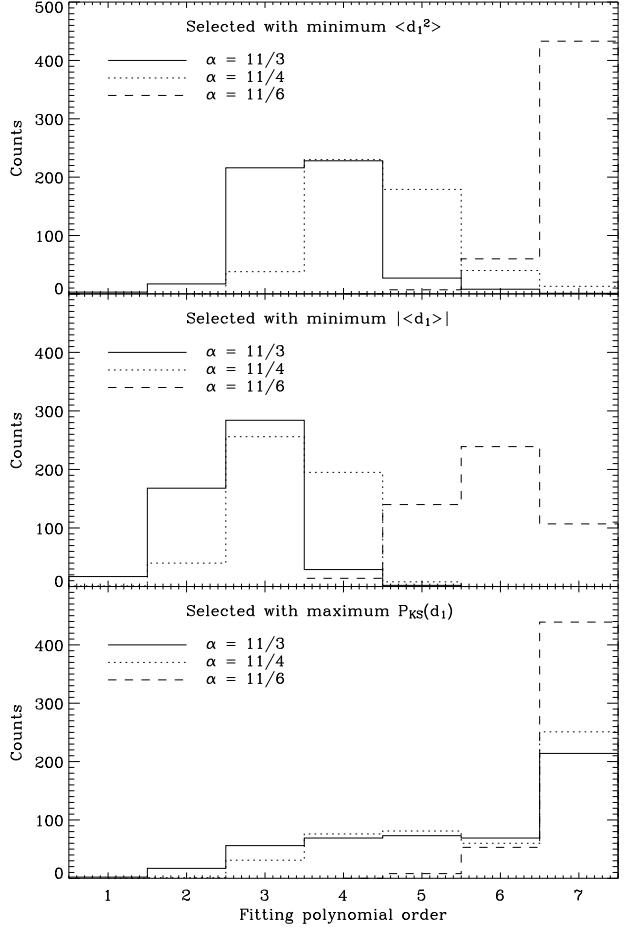 500
Selected with minimum <d₁²>
400
α = 11/3
α = 11/4
α = 11/6
300
Counts
200
100
0
Selected with minimum |<d₁>|
400
α = 11/3
α = 11/4
α = 11/6
300
Counts
200
100
0
Selected with maximum P_KS(d₁)
400
α = 11/3
α = 11/4
α = 11/6
300
Counts
200
100
0
1 2 3 4 5 6 7
Fitting polynomial order